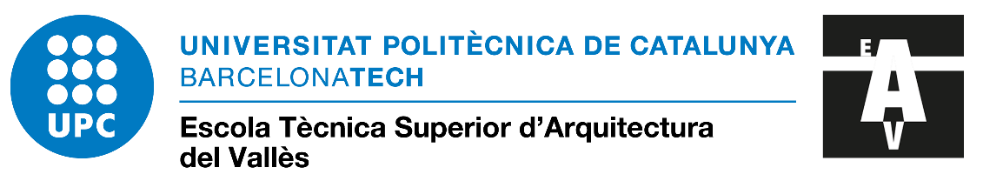 UPC
UNIVERSITAT POLITÈCNICA DE CATALUNYA
BARCELONATECH
Escola Tècnica Superior d'Arquitectura
del Vallès
E
A
V